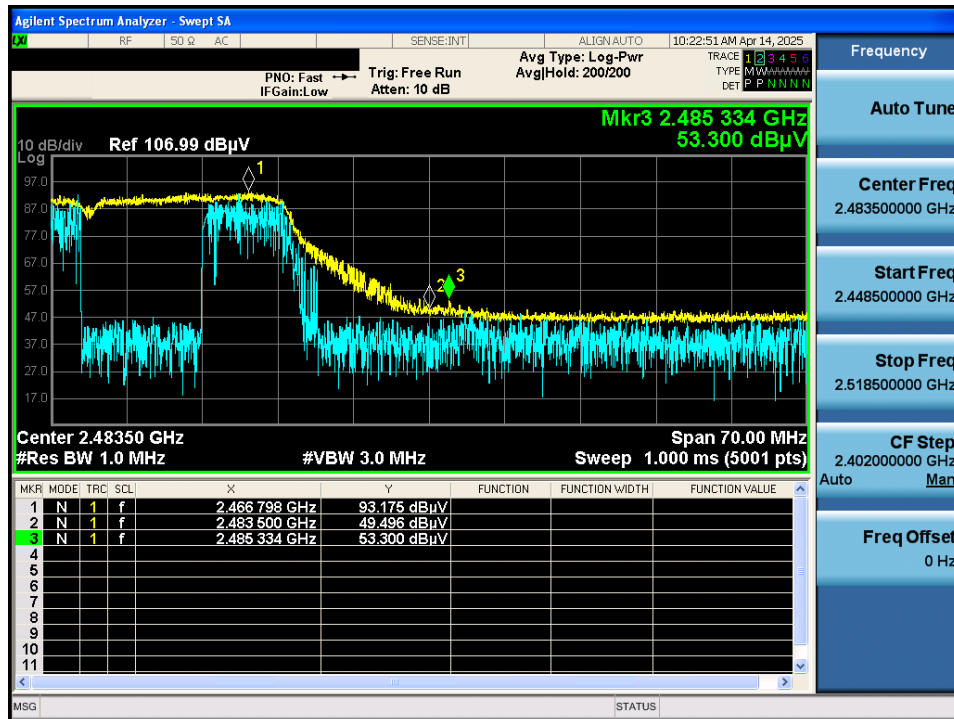 Agilent Spectrum Analyzer - Swept SA
LXI RF 50 Ω AC SENSE:INT ALIGN AUTO 10:22:51 AM Apr 14, 2025
PNO: Fast
IFGain:Low
Trig: Free Run
Atten: 10 dB
Avg Type: Log-Pwr
Avg|Hold: 200/200
TRACE 1 2 3 4 5 6
TYPE MWWWWW
DET P P N N N N
Mkr3 2.485 334 GHz
53.300 dBµV
10 dB/div Ref 106.99 dBµV
Log
97.0
87.0
77.0
67.0
57.0
47.0
37.0
27.0
17.0
1
2
3
Center 2.48350 GHz Span 70.00 MHz
#Res BW 1.0 MHz #VBW 3.0 MHz Sweep 1.000 ms (5001 pts)
MKR MODE TRC SCL X Y FUNCTION FUNCTION WIDTH FUNCTION VALUE
1 N 1 f 2.466 798 GHz 93.175 dBµV
2 N 1 f 2.483 500 GHz 49.496 dBµV
3 N 1 f 2.485 334 GHz 53.300 dBµV
4
5
6
7
8
9
10
11
MSG STATUS
Frequency
Auto Tune
Center Freq
2.483500000 GHz
Start Freq
2.448500000 GHz
Stop Freq
2.518500000 GHz
CF Step
2.402000000 GHz
Auto Man
Freq Offset
0 Hz